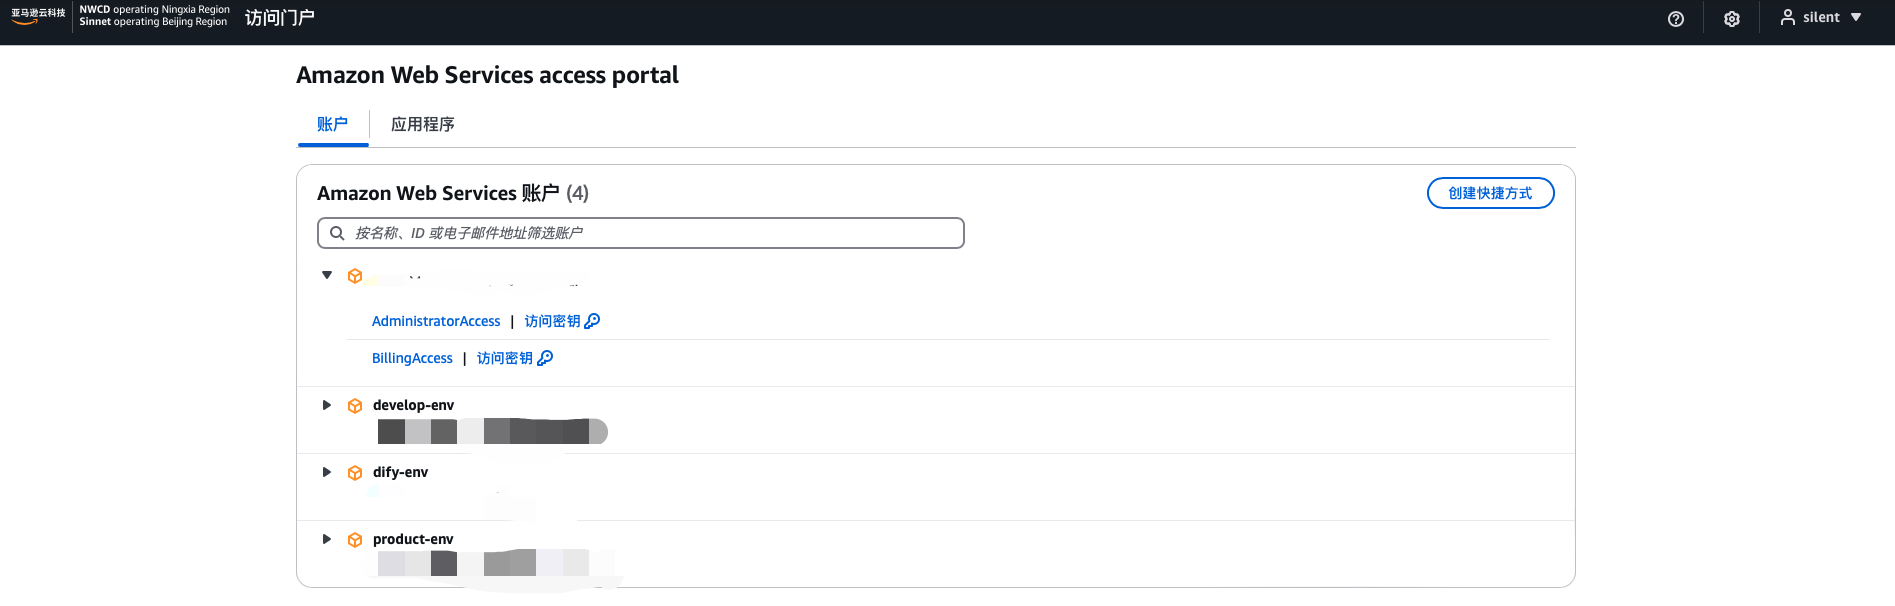 亚马逊云科技
NWCD operating Ningxia Region
Sinnet operating Beijing Region
访问门户
silent
Amazon Web Services access portal
账户
应用程序
Amazon Web Services 账户 (4)
创建快捷方式
按名称、ID 或电子邮件地址筛选账户
AdministratorAccess | 访问密钥
BillingAccess | 访问密钥
develop-env
dify-env
product-env